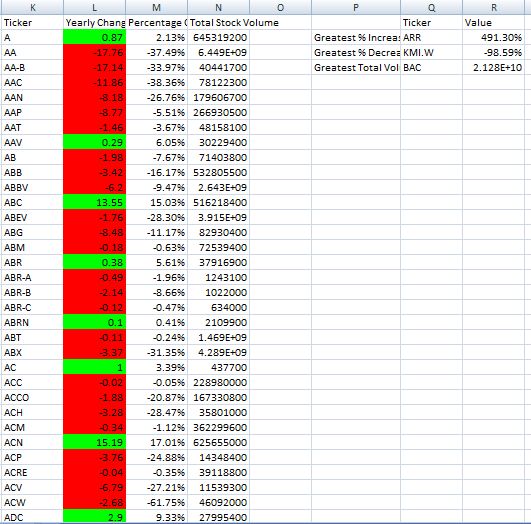 K L M N O P Q R
Ticker Yearly Chang Percentage C Total Stock Volume Ticker Value
A 0.87 2.13% 645319200 Greatest % Increa: ARR 491.30%
AA -17.76 -37.49% 6.449E+09 Greatest % Decrea KMI.W -98.59%
AA-B -17.14 -33.97% 40441700 Greatest Total Vol BAC 2.128E+10
AAC -11.86 -38.36% 78122300
AAN -8.18 -26.76% 179606700
AAP -8.77 -5.51% 266930500
AAT -1.46 -3.67% 48158100
AAV 0.29 6.05% 30229400
AB -1.98 -7.67% 71403800
ABB -3.42 -16.17% 532805500
ABBV -6.2 -9.47% 2.643E+09
ABC 13.55 15.03% 516218400
ABEV -1.76 -28.30% 3.915E+09
ABG -8.48 -11.17% 82930400
ABM -0.18 -0.63% 72539400
ABR 0.38 5.61% 37916900
ABR-A -0.49 -1.96% 1243100
ABR-B -2.14 -8.66% 1022000
ABR-C -0.12 -0.47% 634000
ABRN 0.1 0.41% 2109900
ABT -0.11 -0.24% 1.469E+09
ABX -3.37 -31.35% 4.289E+09
AC 1 3.39% 437700
ACC -0.02 -0.05% 228980000
ACCO -1.88 -20.87% 167330800
ACH -3.28 -28.47% 35801000
ACM -0.34 -1.12% 362299600
ACN 15.19 17.01% 625655000
ACP -3.76 -24.88% 14348400
ACRE -0.04 -0.35% 39118800
ACV -6.79 -27.21% 11539300
ACW -2.68 -61.75% 46092000
ADC 2.9 9.33% 27995400